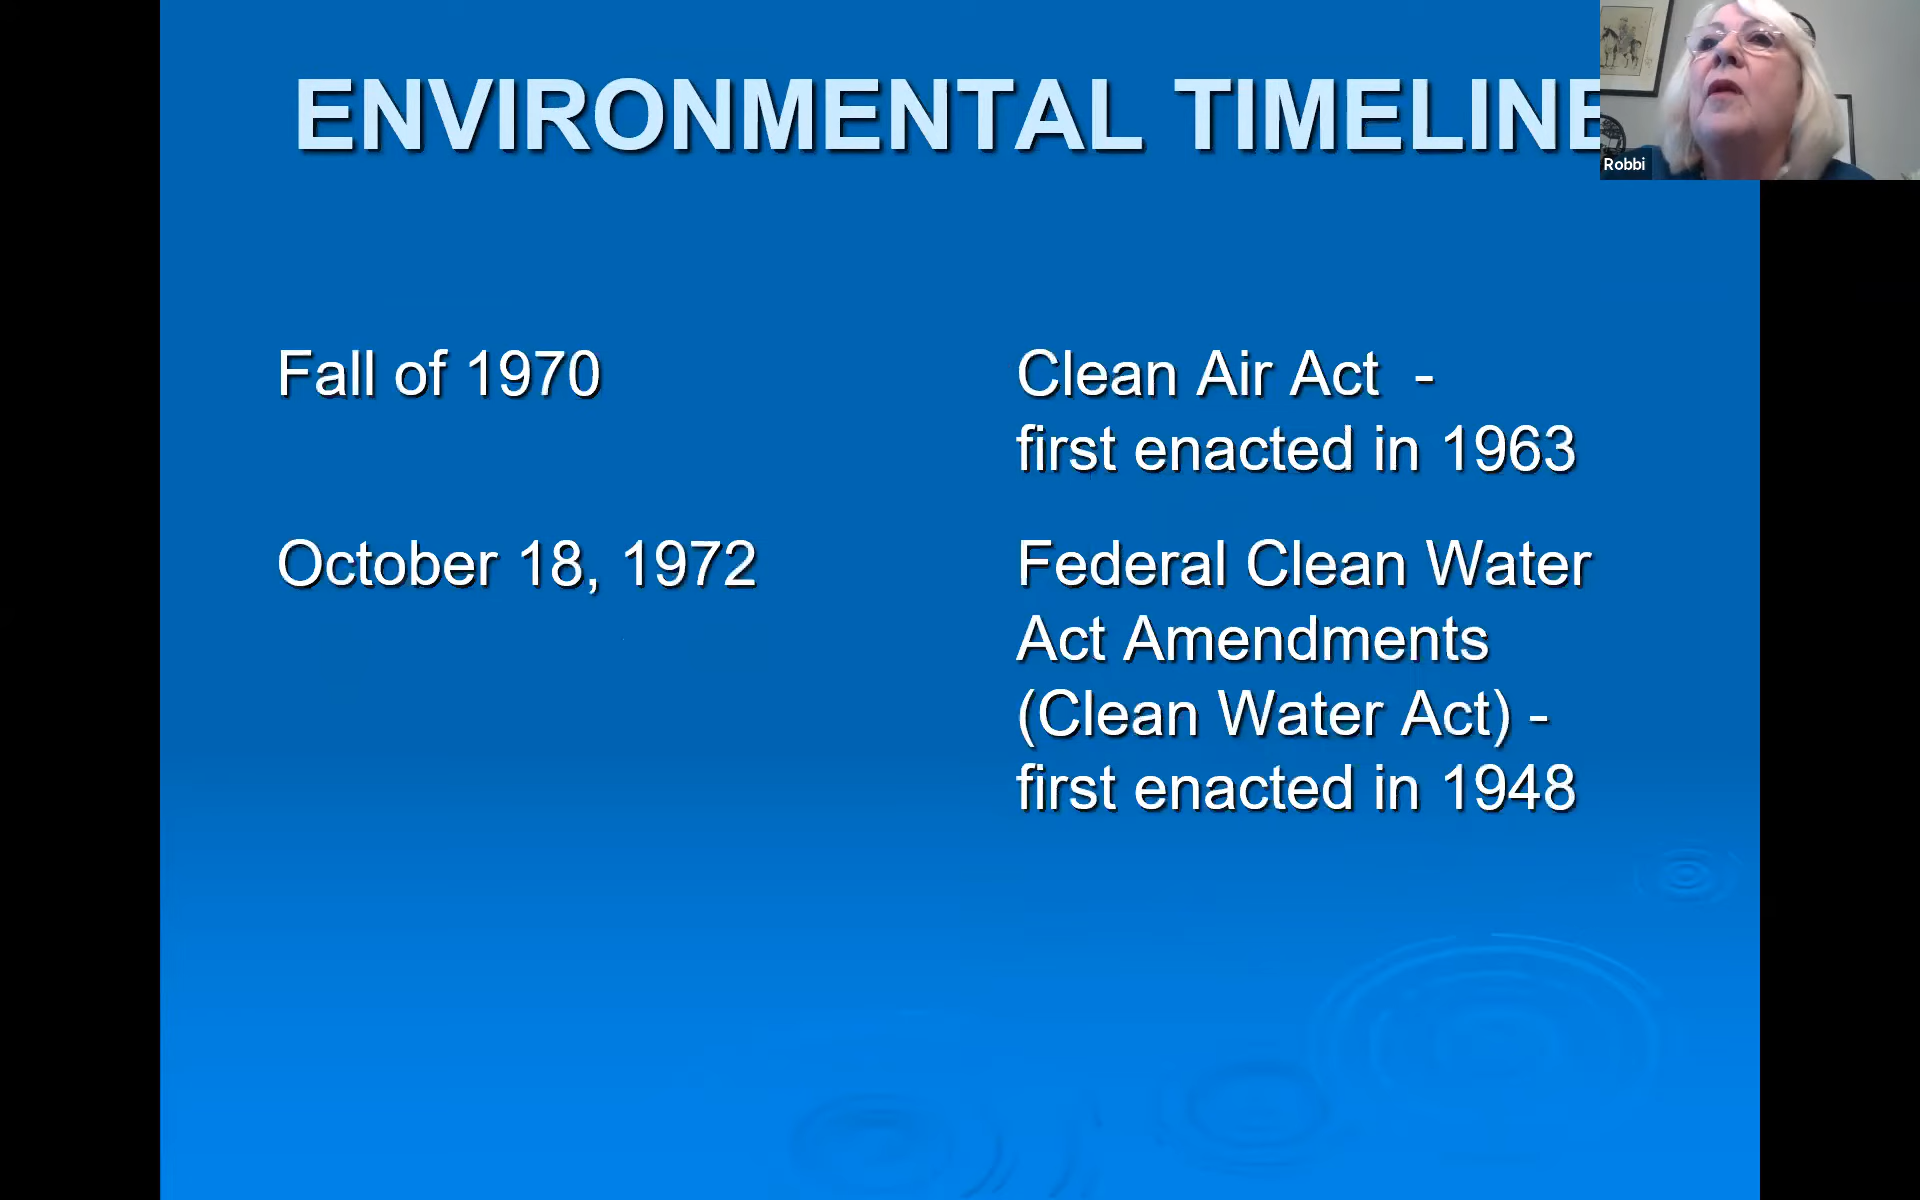 ENVIRONMENTAL TIMELINE
Robbi
Fall of 1970
Clean Air Act -
first enacted in 1963
October 18, 1972
Federal Clean Water
Act Amendments
(Clean Water Act) -
first enacted in 1948